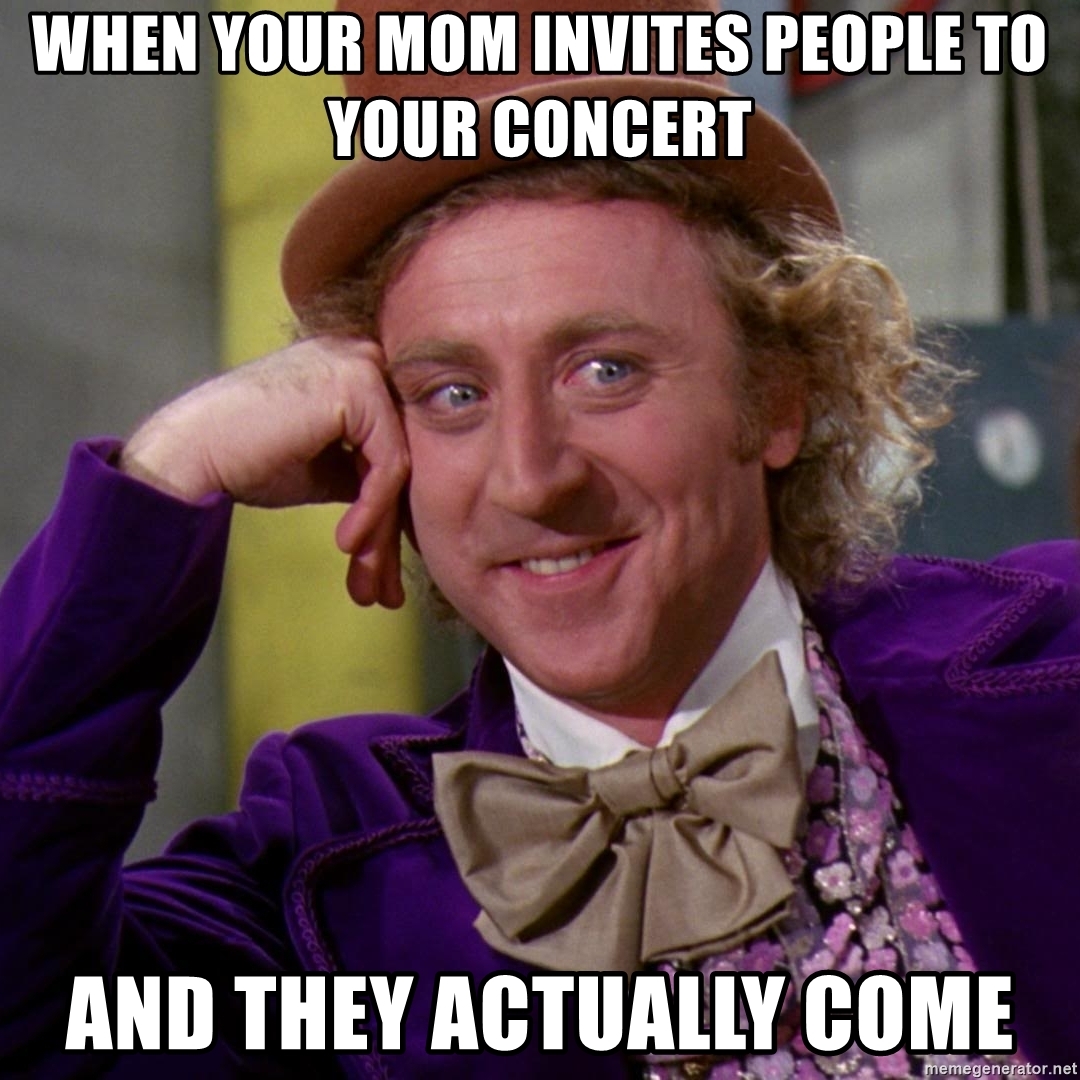 WHEN YOUR MOM INVITES PEOPLE TO
YOUR CONCERT
AND THEY ACTUALLY COME
memegenerator.net